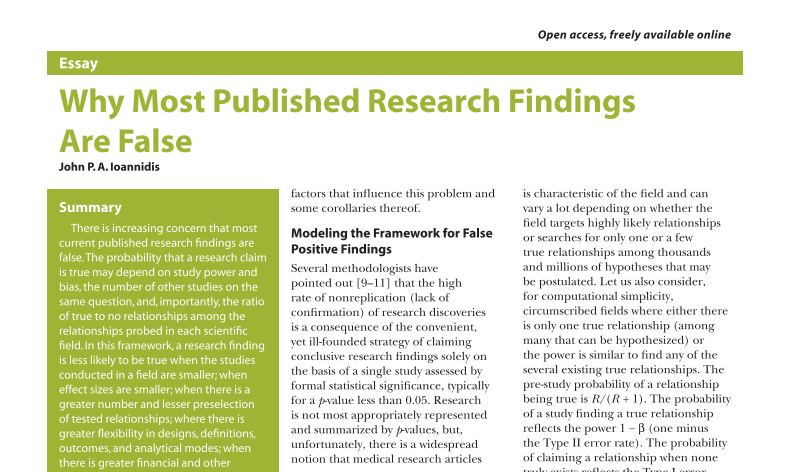 Open access, freely available online
Essay
Why Most Published Research Findings
Are False
John P. A. Ioannidis
Summary
There is increasing concern that most
current published research findings are
false. The probability that a research claim
is true may depend on study power and
bias, the number of other studies on the
same question, and, importantly, the ratio
of true to no relationships among the
relationships probed in each scientific
field. In this framework, a research finding
is less likely to be true when the studies
conducted in a field are smaller; when
effect sizes are smaller; when there is a
greater number and lesser preselection
of tested relationships; where there is
greater flexibility in designs, definitions,
outcomes, and analytical modes; when
there is greater financial and other
factors that influence this problem and
some corollaries thereof.
Modeling the Framework for False
Positive Findings
Several methodologists have
pointed out [9–11] that the high
rate of nonreplication (lack of
confirmation) of research discoveries
is a consequence of the convenient,
yet ill-founded strategy of claiming
conclusive research findings solely on
the basis of a single study assessed by
formal statistical significance, typically
for a p-value less than 0.05. Research
is not most appropriately represented
and summarized by p-values, but,
unfortunately, there is a widespread
notion that medical research articles
is characteristic of the field and can
vary a lot depending on whether the
field targets highly likely relationships
or searches for only one or a few
true relationships among thousands
and millions of hypotheses that may
be postulated. Let us also consider,
for computational simplicity,
circumscribed fields where either there
is only one true relationship (among
many that can be hypothesized) or
the power is similar to find any of the
several existing true relationships. The
pre-study probability of a relationship
being true is R/(R + 1). The probability
of a study finding a true relationship
reflects the power 1 − β (one minus
the Type II error rate). The probability
of claiming a relationship when none
truly exists reflects the Type I error